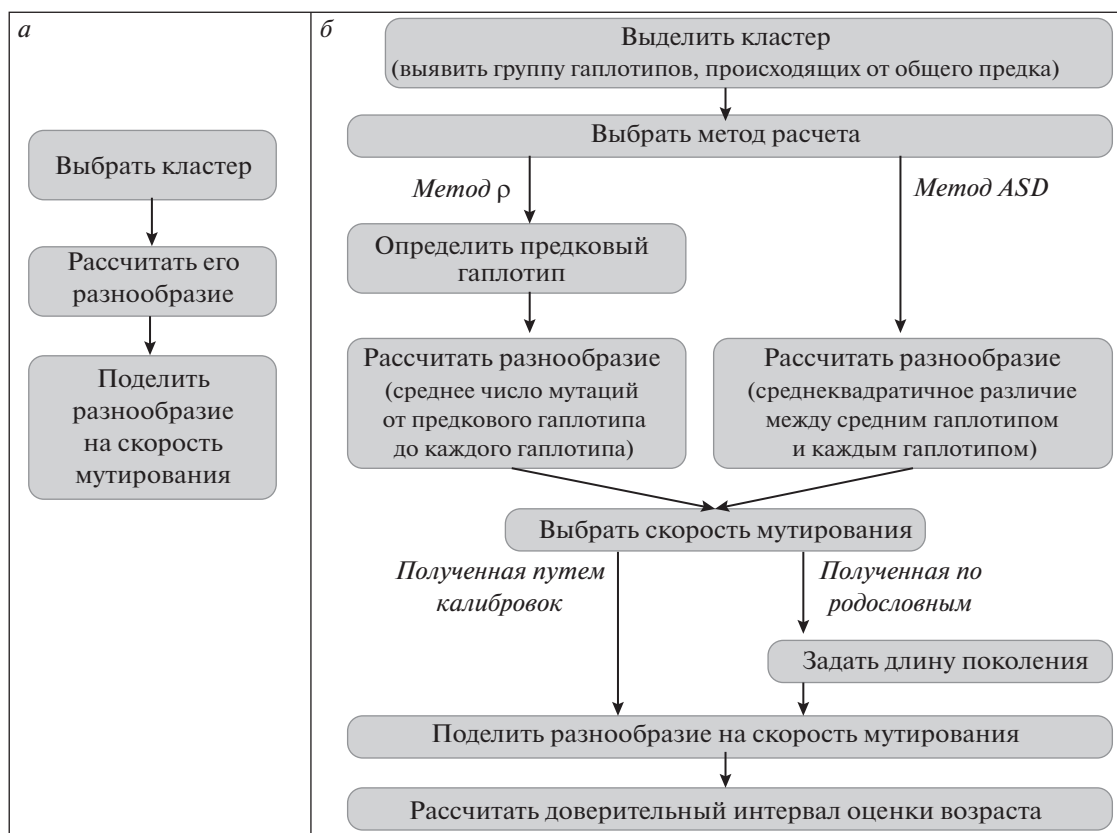 а
Выбрать кластер
Рассчитать его
разнообразие
Поделить
разнообразие
на скорость
мутирования
б
Выделить кластер
(выявить группу гаплотипов, происходящих от общего предка)
Выбрать метод расчета
Метод ρ
Метод ASD
Определить предковый
гаплотип
Рассчитать разнообразие
(среднее число мутаций
от предкового гаплотипа
до каждого гаплотипа)
Рассчитать разнообразие
(среднеквадратичное различие
между средним гаплотипом
и каждым гаплотипом)
Выбрать скорость мутирования
Полученная путем
калибровок
Полученная по
родословным
Задать длину поколения
Поделить разнообразие на скорость мутирования
Рассчитать доверительный интервал оценки возраста